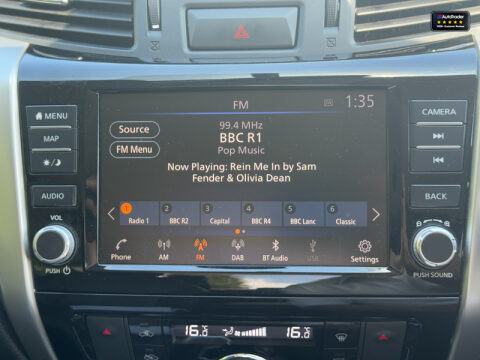 AutoTrader
FM
1:35
MENU
MAP
AUDIO
VOL
PUSH
Source
FM Menu
99.4 MHz
BBC R1
Pop Music
Now Playing: Rein Me In by Sam
Fender & Olivia Dean
1 2 3 4 5 6
Radio 1 BBC R2 Capital BBC R4 BBC Lanc Classic
Phone AM FM DAB BT Audio USB Settings
CAMERA
BACK
PUSH SOUND
16°C 16°C